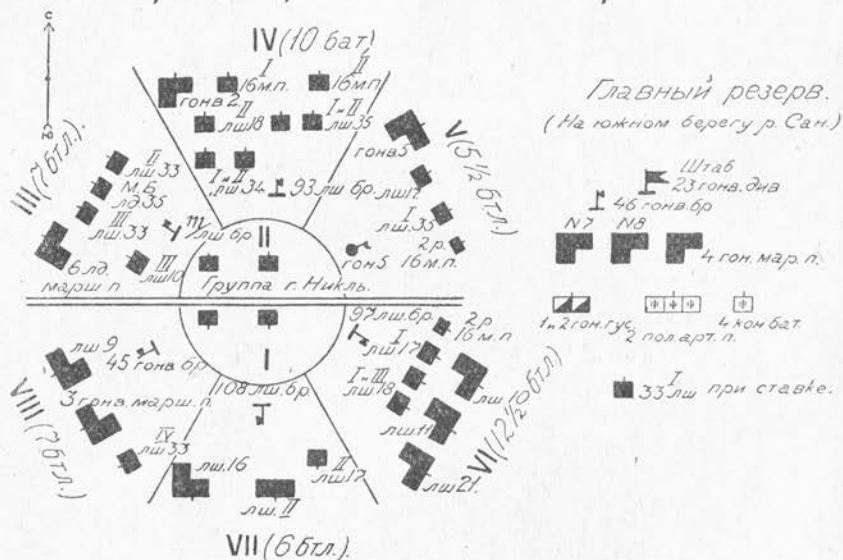 С
Ю
IV (10 бат)
I
16 м.п.
II
16 м.п.
гонв 2
II
лш 18
I и II
лш 35
I и II
лш. 34
93 лш бр.
V (5 1/2 бтл.)
гонв 5
лш 17
I
лш. 35
2 р.
16 м.п.
гон 5
III (7 бтл.)
II
лш 33
м.б.
лд 35
III
лш. 33
6 лд.
марш п
III
лш 10
лш бр
II
Группа г. Никль.
I
97 лш. бр.
2 р
16 м.п
I
лш 17
I и III
лш 18
лш 10
лш 11
лш 21.
VI (12 1/2 бтл)
лш 9
45 гонв бр
3 гонв. марш. п.
IV
лш 33
VIII (7 бтл.)
108 лш. бр.
лш. 16
лш. II
II
лш 17
VII (6 бтл.)
Главный резерв.
(На южном берегу р. Сан.)
Штаб
23 гонв. див
46 гонв. бр
N7
N8
4 гон. мар. п.
1 и 2 гон. гус.
2 пол. арт. п.
4 кон бат.
I
33 лш при ставке.